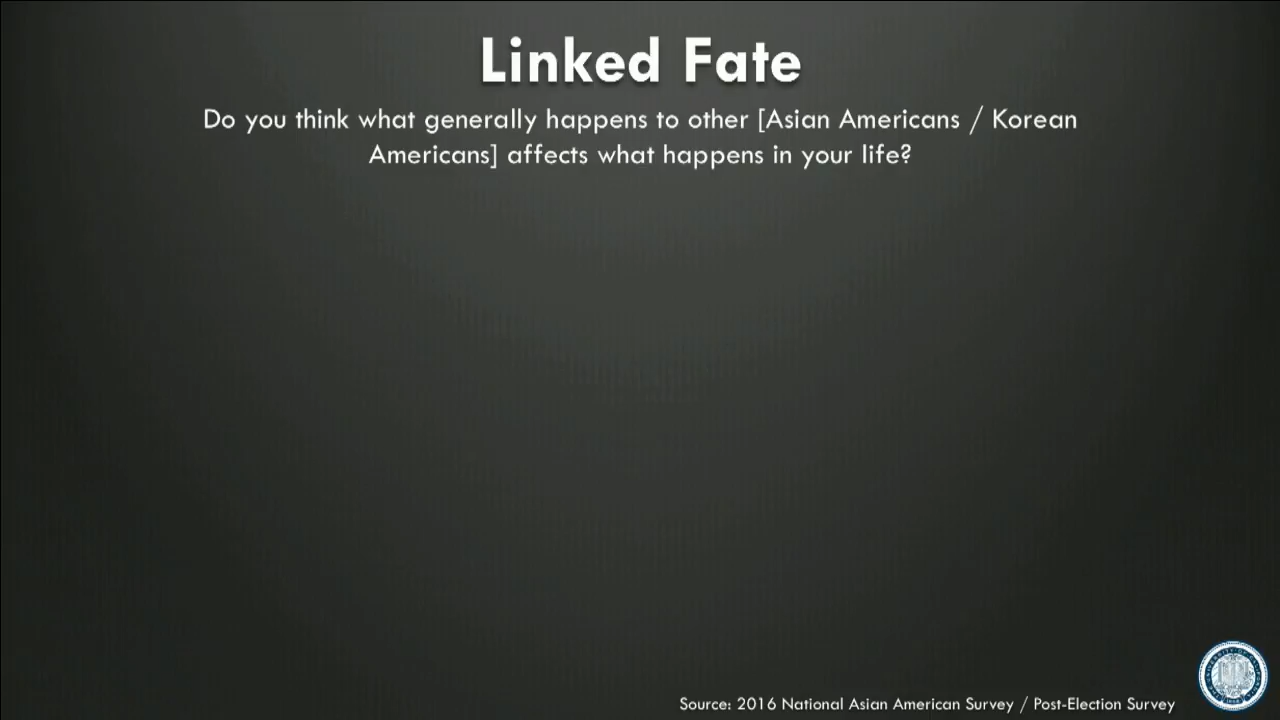 Linked Fate
Do you think what generally happens to other [Asian Americans / Korean
Americans] affects what happens in your life?
Source: 2016 National Asian American Survey / Post-Election Survey